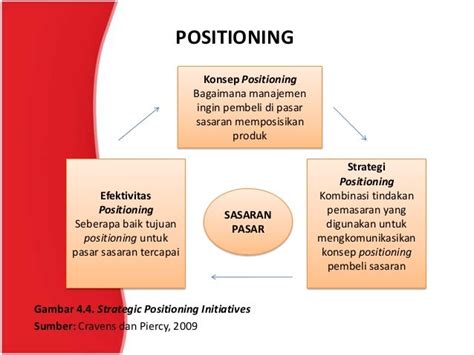 POSITIONING
Konsep Positioning
Bagaimana manajemen
ingin pembeli di pasar
sasaran memposisikan
produk
Efektivitas
Positioning
Seberapa baik tujuan
positioning untuk
pasar sasaran tercapai
SASARAN
PASAR
Strategi
Positioning
Kombinasi tindakan
pemasaran yang
digunakan untuk
mengkomunikasikan
konsep positioning
pembeli sasaran
Gambar 4.4. Strategic Positioning Initiatives
Sumber: Cravens dan Piercy, 2009